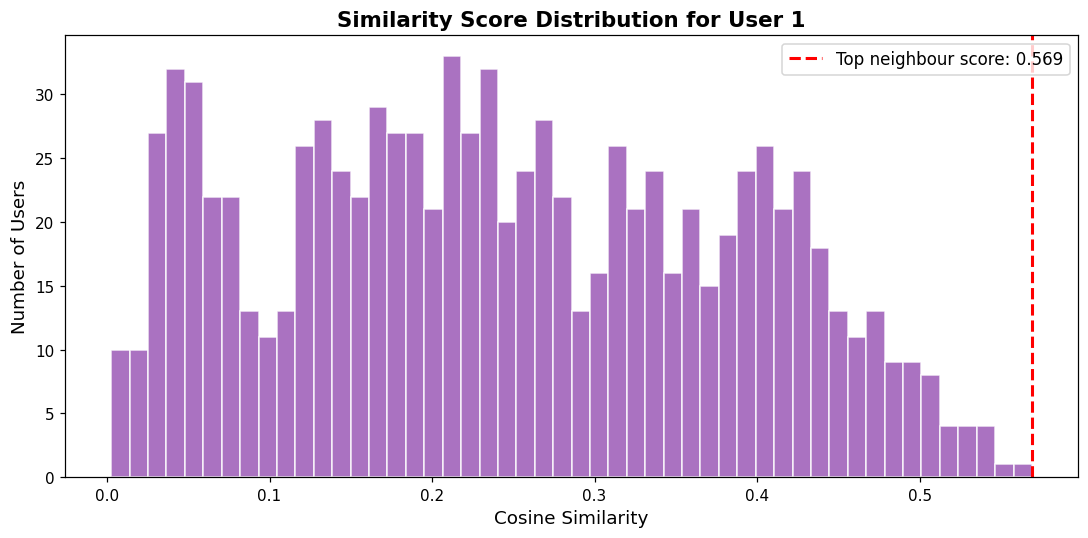 Similarity Score Distribution for User 1
Top neighbour score: 0.569
Number of Users
30
25
20
15
10
5
0
0.0 0.1 0.2 0.3 0.4 0.5
Cosine Similarity